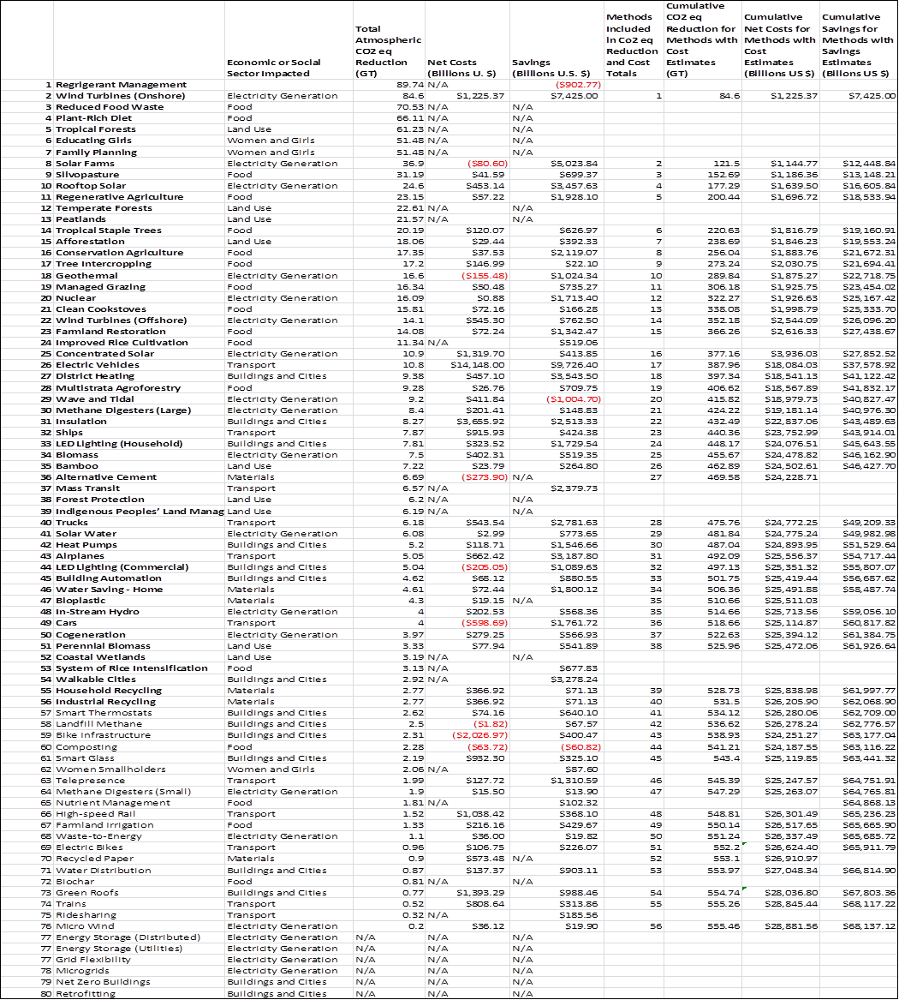 Economic or Social Sector Impacted | Total Atmospheric CO2 eq Reduction (GT) | Net Costs (Billions U. $) | Savings (Billions U.S. $) | Methods Included in Co2 eq Reduction and Cost Totals | Cumulative CO2 eq Reduction for Methods with Cost Estimates (GT) | Cumulative Net Costs for Methods with Cost Estimates (Billions US $) | Cumulative Savings for Methods with Savings Estimates (Billions US $)
1 Regrigerant Management 89.74 N/A ($902.77)
2 Wind Turbines (Onshore) Electricity Generation 84.6 $1,225.37 $7,425.00 1 84.6 $1,225.37 $7,425.00
3 Reduced Food Waste Food 70.53 N/A N/A
4 Plant-Rich Diet Food 66.11 N/A N/A
5 Tropical Forests Land Use 61.23 N/A N/A
6 Educating Girls Women and Girls 51.48 N/A N/A
7 Family Planning Women and Girls 51.48 N/A N/A
8 Solar Farms Electricity Generation 36.9 ($80.60) $5,023.84 2 121.5 $1,144.77 $12,448.84
9 Silvopasture Food 31.19 $41.59 $699.37 3 152.69 $1,186.36 $13,148.21
10 Rooftop Solar Electricity Generation 24.6 $453.14 $3,457.63 4 177.29 $1,639.50 $16,605.84
11 Regenerative Agriculture Food 23.15 $57.22 $1,928.10 5 200.44 $1,696.72 $18,533.94
12 Temperate Forests Land Use 22.61 N/A N/A
13 Peatlands Land Use 21.57 N/A N/A
14 Tropical Staple Trees Food 20.19 $120.07 $626.97 6 220.63 $1,816.79 $19,160.91
15 Afforestation Land Use 18.06 $29.44 $392.33 7 238.69 $1,846.23 $19,553.24
16 Conservation Agriculture Food 17.35 $37.53 $2,119.07 8 256.04 $1,883.76 $21,672.31
17 Tree Intercropping Food 17.2 $146.99 $22.10 9 273.24 $2,030.75 $21,694.41
18 Geothermal Electricity Generation 16.6 ($155.48) $1,024.34 10 289.84 $1,875.27 $22,718.75
19 Managed Grazing Food 16.34 $50.48 $735.27 11 306.18 $1,925.75 $23,454.02
20 Nuclear Electricity Generation 16.09 $0.88 $1,713.40 12 322.27 $1,926.63 $25,167.42
21 Clean Cookstoves Food 15.81 $72.16 $166.28 13 338.08 $1,998.79 $25,333.70
22 Wind Turbines (Offshore) Electricity Generation 14.1 $545.30 $762.50 14 352.18 $2,544.09 $26,096.20
23 Farmland Restoration Food 14.08 $72.24 $1,342.47 15 366.26 $2,616.33 $27,438.67
24 Improved Rice Cultivation Food 11.34 N/A $519.06
25 Concentrated Solar Electricity Generation 10.9 $1,319.70 $413.85 16 377.16 $3,936.03 $27,852.52
26 Electric Vehicles Transport 10.8 $14,148.00 $9,726.40 17 387.96 $18,084.03 $37,578.92
27 District Heating Buildings and Cities 9.38 $457.10 $3,543.50 18 397.34 $18,541.13 $41,122.42
28 Multistrata Agroforestry Food 9.28 $26.76 $709.75 19 406.62 $18,567.89 $41,832.17
29 Wave and Tidal Electricity Generation 9.2 $411.84 ($1,004.70) 20 415.82 $18,979.73 $40,827.47
30 Methane Digesters (Large) Electricity Generation 8.4 $201.41 $148.83 21 424.22 $19,181.14 $40,976.30
31 Insulation Buildings and Cities 8.27 $3,655.92 $2,513.33 22 432.49 $22,837.06 $43,489.63
32 Ships Transport 7.87 $915.93 $424.38 23 440.36 $23,752.99 $43,914.01
33 LED Lighting (Household) Buildings and Cities 7.81 $323.52 $1,729.54 24 448.17 $24,076.51 $45,643.55
34 Biomass Electricity Generation 7.5 $402.31 $519.35 25 455.67 $24,478.82 $46,162.90
35 Bamboo Land Use 7.22 $23.79 $264.80 26 462.89 $24,502.61 $46,427.70
36 Alternative Cement Materials 6.69 ($273.90) N/A 27 469.58 $24,228.71
37 Mass Transit Transport 6.57 N/A $2,379.73
38 Forest Protection Land Use 6.2 N/A N/A
39 Indigenous Peoples’ Land Manag Land Use 6.19 N/A N/A
40 Trucks Transport 6.18 $543.54 $2,781.63 28 475.76 $24,772.25 $49,209.33
41 Solar Water Electricity Generation 6.08 $2.99 $773.65 29 481.84 $24,775.24 $49,982.98
42 Heat Pumps Buildings and Cities 5.2 $118.71 $1,546.66 30 487.04 $24,893.95 $51,529.64
43 Airplanes Transport 5.05 $662.42 $3,187.80 31 492.09 $25,556.37 $54,717.44
44 LED Lighting (Commercial) Buildings and Cities 5.04 ($205.05) $1,089.63 32 497.13 $25,351.32 $55,807.07
45 Building Automation Buildings and Cities 4.62 $68.12 $880.55 33 501.75 $25,419.44 $56,687.62
46 Water Saving - Home Materials 4.61 $72.44 $1,800.12 34 506.36 $25,491.88 $58,487.74
47 Bioplastic Materials 4.3 $19.15 N/A 35 510.66 $25,511.03
48 In-Stream Hydro Electricity Generation 4 $202.53 $568.36 35 514.66 $25,713.56 $59,056.10
49 Cars Transport 4 ($598.69) $1,761.72 36 518.66 $25,114.87 $60,817.82
50 Cogeneration Electricity Generation 3.97 $279.25 $566.93 37 522.63 $25,394.12 $61,384.75
51 Perennial Biomass Land Use 3.33 $77.94 $541.89 38 525.96 $25,472.06 $61,926.64
52 Coastal Wetlands Land Use 3.19 N/A N/A
53 System of Rice Intensification Food 3.13 N/A $677.83
54 Walkable Cities Buildings and Cities 2.92 N/A $3,278.24
55 Household Recycling Materials 2.77 $366.92 $71.13 39 528.73 $25,838.98 $61,997.77
56 Industrial Recycling Materials 2.77 $366.92 $71.13 40 531.5 $26,205.90 $62,068.90
57 Smart Thermostats Buildings and Cities 2.62 $74.16 $640.10 41 534.12 $26,280.06 $62,709.00
58 Landfill Methane Buildings and Cities 2.5 ($1.82) $67.57 42 536.62 $26,278.24 $62,776.57
59 Bike Infrastructure Buildings and Cities 2.31 ($2,026.97) $400.47 43 538.93 $24,251.27 $63,177.04
60 Composting Food 2.28 ($63.72) ($60.82) 44 541.21 $24,187.55 $63,116.22
61 Smart Glass Buildings and Cities 2.19 $932.30 $325.10 45 543.4 $25,119.85 $63,441.32
62 Women Smallholders Women and Girls 2.06 N/A $87.60
63 Telepresence Transport 1.99 $127.72 $1,310.59 46 545.39 $25,247.57 $64,751.91
64 Methane Digesters (Small) Electricity Generation 1.9 $15.50 $13.90 47 547.29 $25,263.07 $64,765.81
65 Nutrient Management Food 1.81 N/A $102.32 $64,868.13
66 High-speed Rail Transport 1.52 $1,038.42 $368.10 48 548.81 $26,301.49 $65,236.23
67 Farmland Irrigation Food 1.33 $216.16 $429.67 49 550.14 $26,517.65 $65,665.90
68 Waste-to-Energy Electricity Generation 1.1 $36.00 $19.82 50 551.24 $26,337.49 $65,685.72
69 Electric Bikes Transport 0.96 $106.75 $226.07 51 552.2 $26,624.40 $65,911.79
70 Recycled Paper Materials 0.9 $573.48 N/A 52 553.1 $26,910.97
71 Water Distribution Buildings and Cities 0.87 $137.37 $903.11 53 553.97 $27,048.34 $66,814.90
72 Biochar Food 0.81 N/A N/A
73 Green Roofs Buildings and Cities 0.77 $1,393.29 $988.46 54 554.74 $28,036.80 $67,803.36
74 Trains Transport 0.52 $808.64 $313.86 55 555.26 $28,845.44 $68,117.22
75 Ridesharing Transport 0.32 N/A $185.56
76 Micro Wind Electricity Generation 0.2 $36.12 $19.90 56 555.46 $28,881.56 $68,137.12
77 Energy Storage (Distributed) Electricity Generation N/A N/A N/A
77 Energy Storage (Utilities) Electricity Generation N/A N/A N/A
77 Grid Flexibility Electricity Generation N/A N/A N/A
78 Microgrids Electricity Generation N/A N/A N/A
79 Net Zero Buildings Buildings and Cities N/A N/A N/A
80 Retrofitting Buildings and Cities N/A N/A N/A